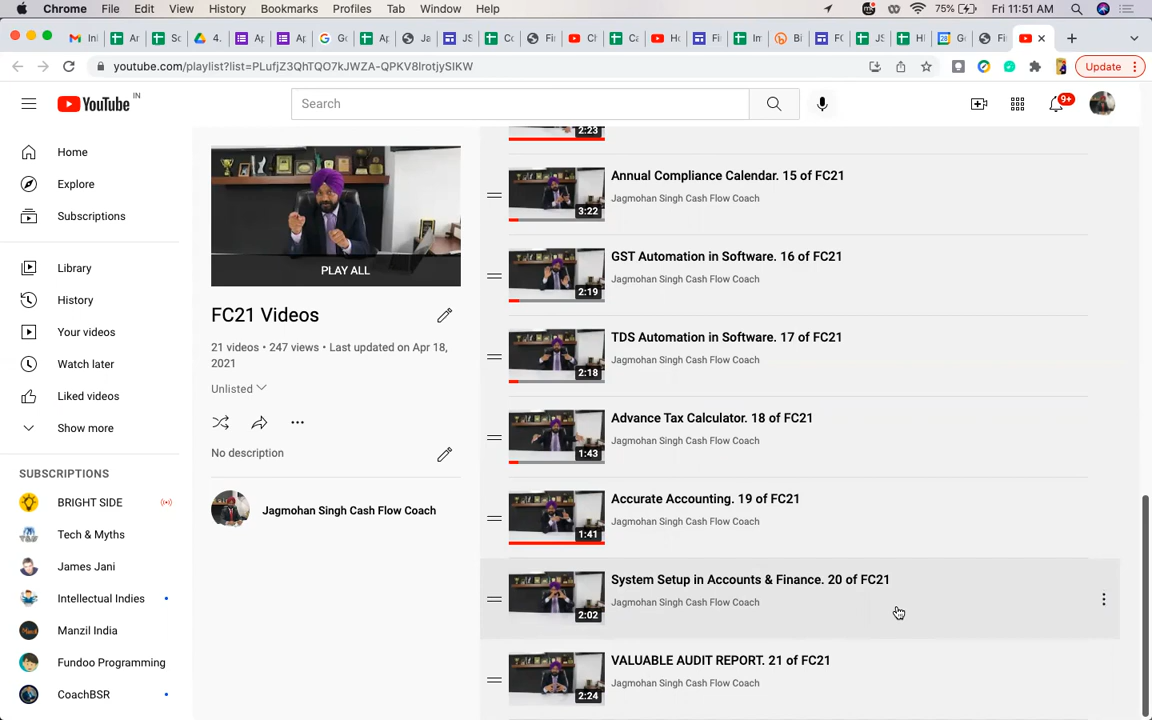 Chrome File Edit View History Bookmarks Profiles Tab Window Help 75% Fri 11:51 AM
youtube.com/playlist?list=PLufjZ3QhTQO7kJWZA-QPKV8IrotjySIKW Update
YouTube IN Search 9+
Home
Explore
Subscriptions
Library
History
Your videos
Watch later
Liked videos
Show more
SUBSCRIPTIONS
BRIGHT SIDE
Tech & Myths
James Jani
Intellectual Indies
Manzil India
Fundoo Programming
CoachBSR
PLAY ALL
FC21 Videos
21 videos • 247 views • Last updated on Apr 18,
2021
Unlisted
No description
Jagmohan Singh Cash Flow Coach
2:23
Annual Compliance Calendar. 15 of FC21
Jagmohan Singh Cash Flow Coach
3:22
GST Automation in Software. 16 of FC21
Jagmohan Singh Cash Flow Coach
2:19
TDS Automation in Software. 17 of FC21
Jagmohan Singh Cash Flow Coach
2:18
Advance Tax Calculator. 18 of FC21
Jagmohan Singh Cash Flow Coach
1:43
Accurate Accounting. 19 of FC21
Jagmohan Singh Cash Flow Coach
1:41
System Setup in Accounts & Finance. 20 of FC21
Jagmohan Singh Cash Flow Coach
2:02
VALUABLE AUDIT REPORT. 21 of FC21
Jagmohan Singh Cash Flow Coach
2:24